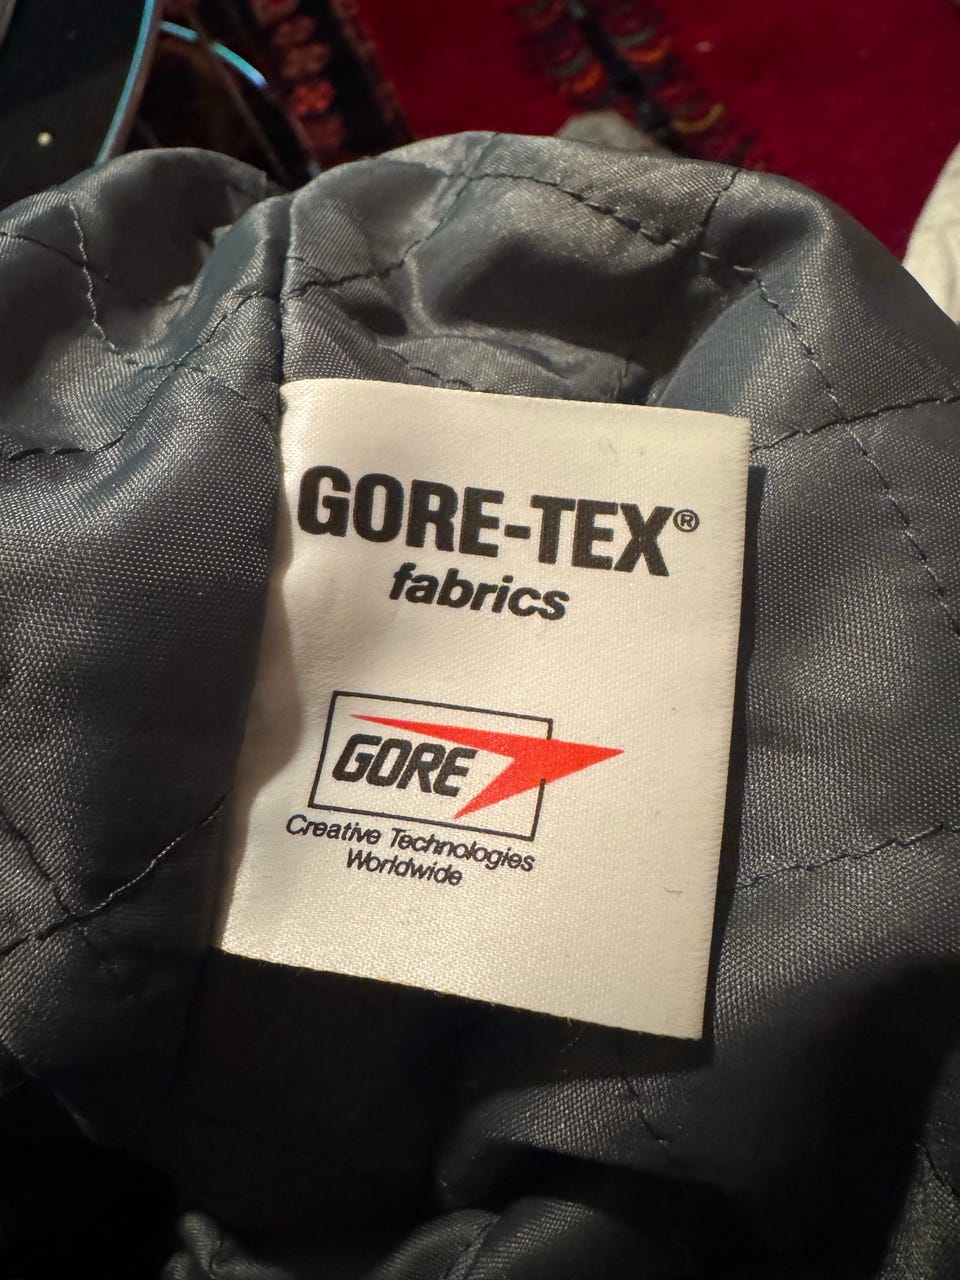 GORE-TEX®
fabrics
GORE
Creative Technologies
Worldwide